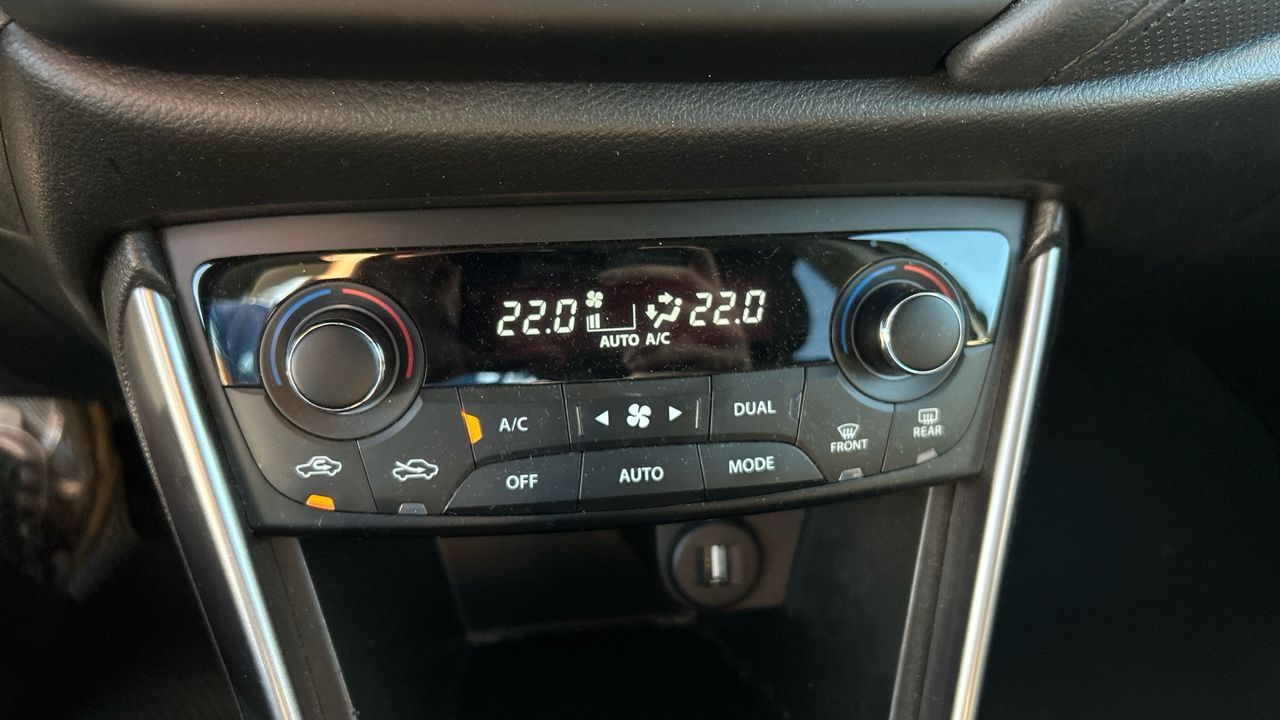 22.0 22.0
AUTO A/C
A/C DUAL
FRONT REAR
OFF AUTO MODE